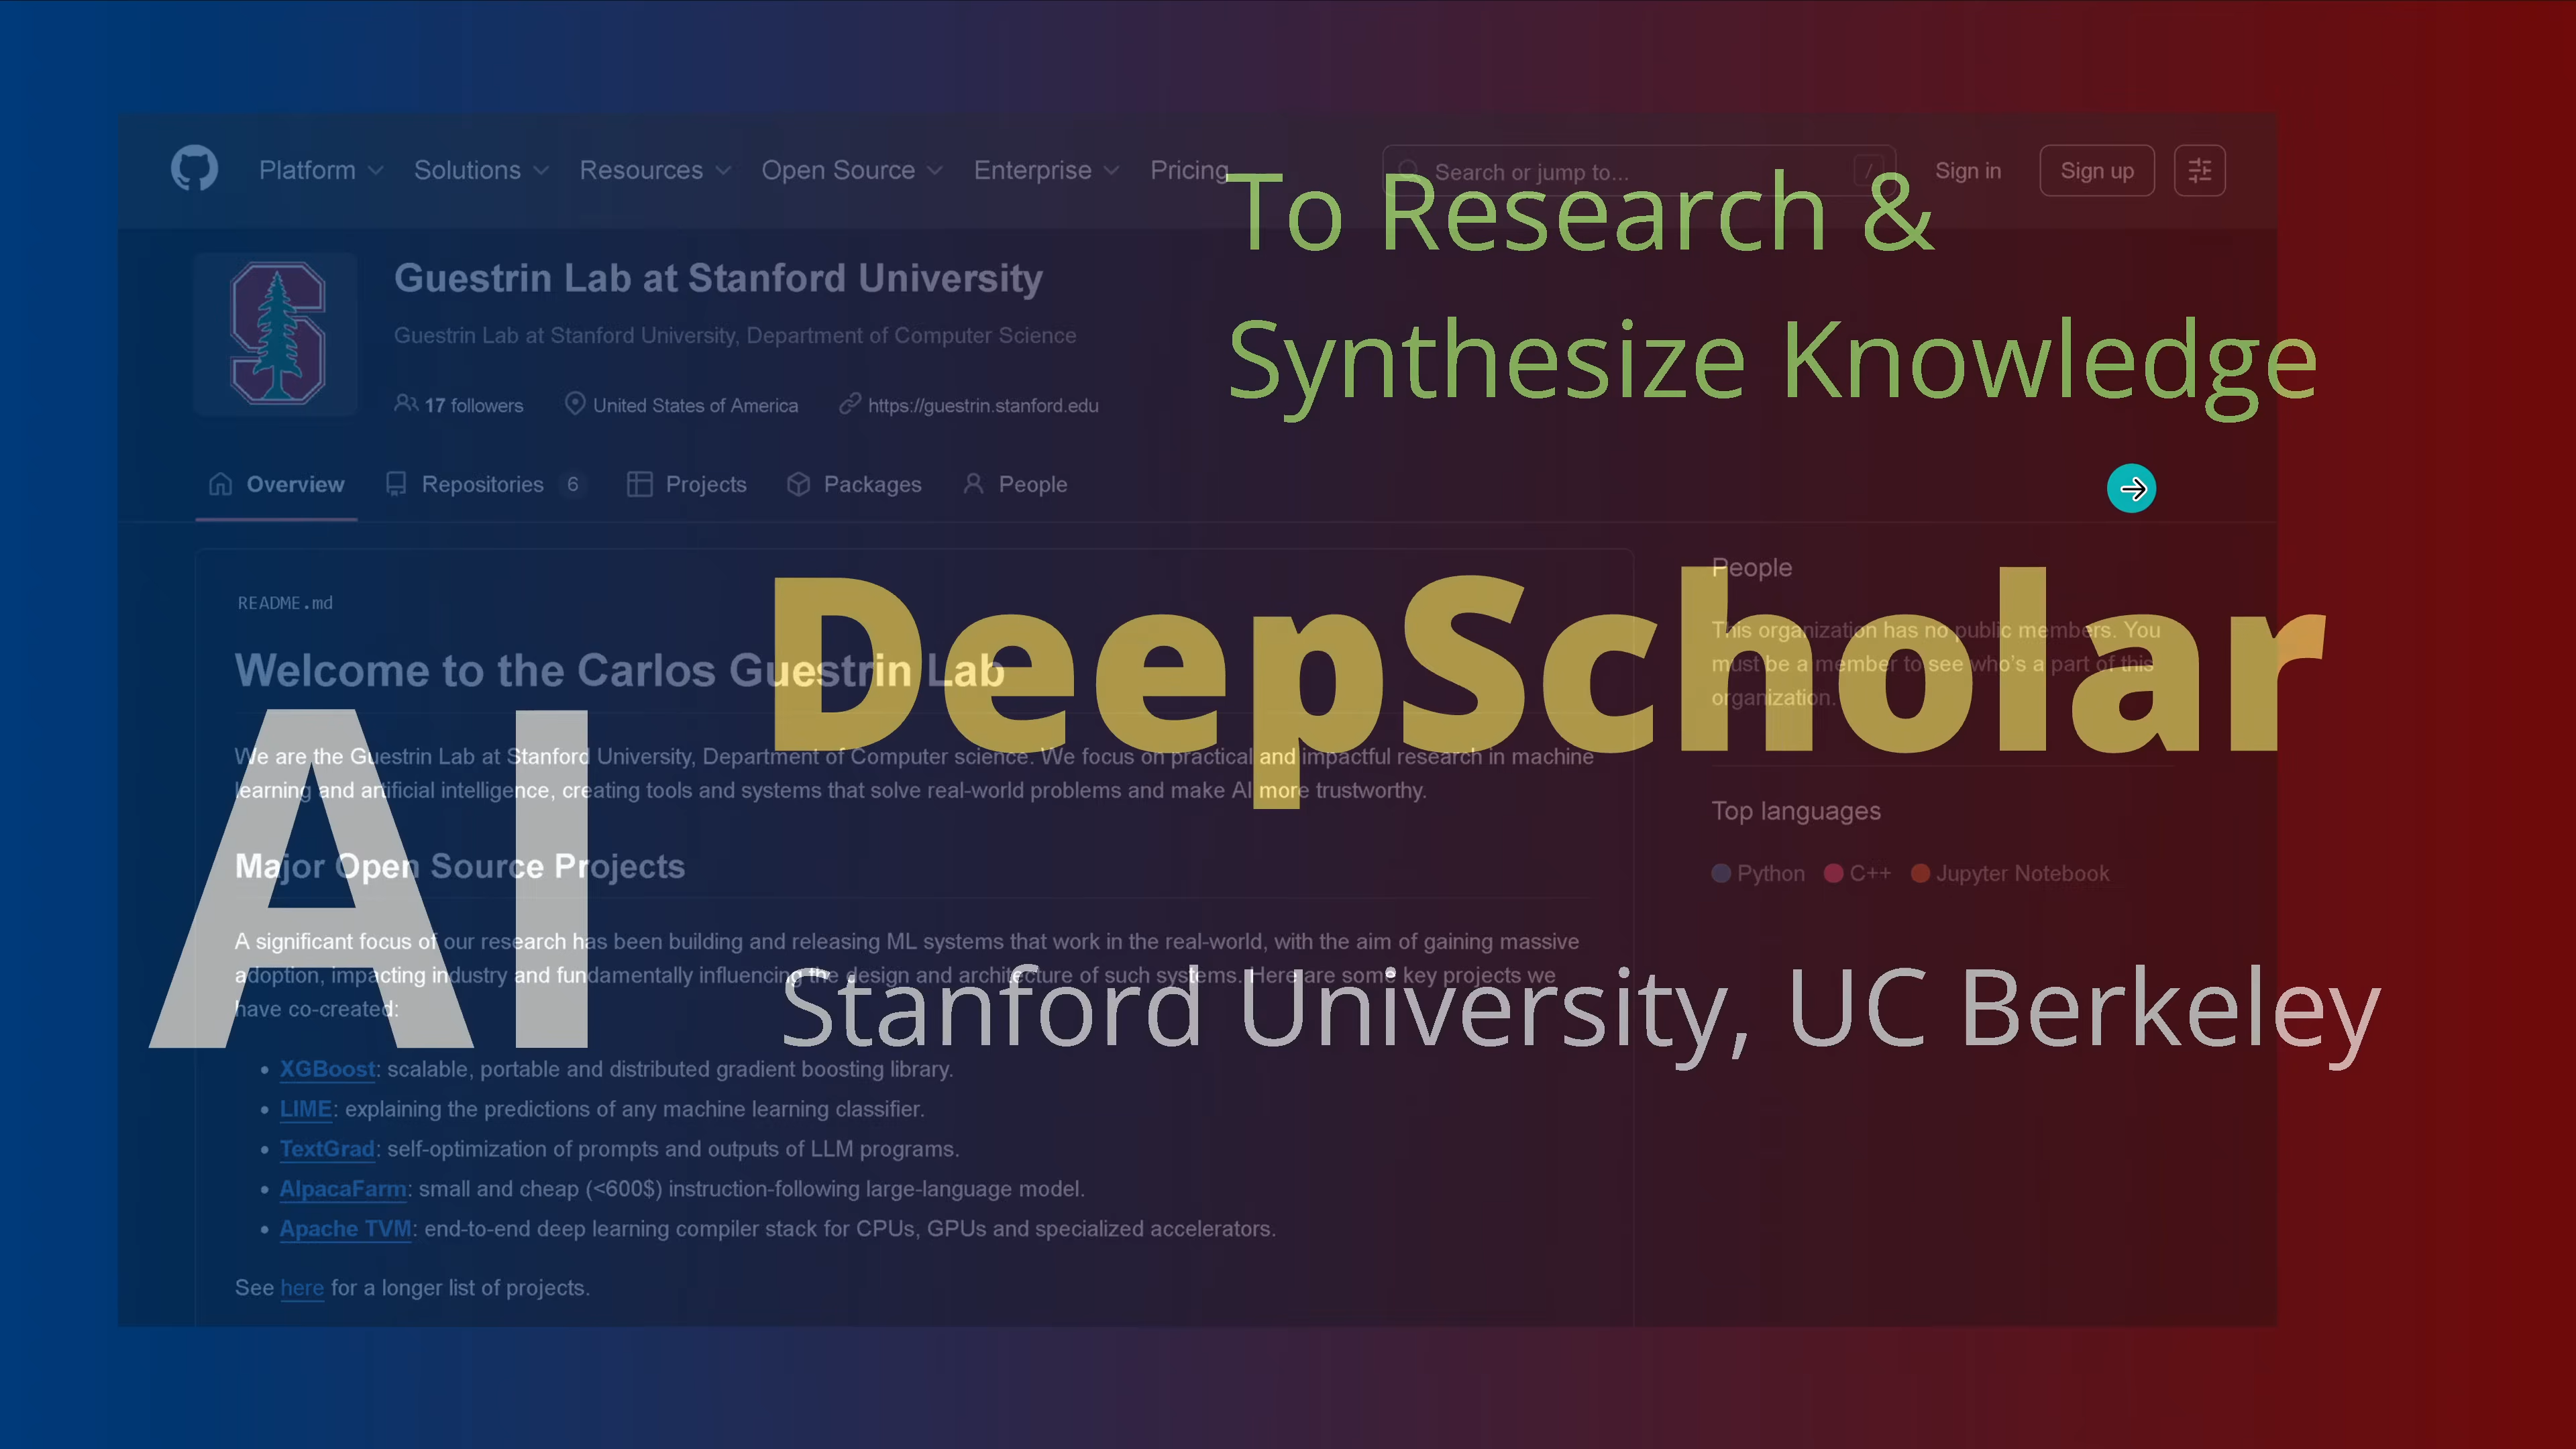 Platform Solutions Resources Open Source Enterprise Pricing
Search or jump to... /
Sign in
Sign up
To Research &
Synthesize Knowledge
Guestrin Lab at Stanford University
Guestrin Lab at Stanford University, Department of Computer Science
17 followers United States of America https://guestrin.stanford.edu
Overview Repositories 6 Projects Packages People
DeepScholar
AI
Stanford University, UC Berkeley
README.md
Welcome to the Carlos Guestrin Lab
We are the Guestrin Lab at Stanford University, Department of Computer science. We focus on practical and impactful research in machine
learning and artificial intelligence, creating tools and systems that solve real-world problems and make AI more trustworthy.
Major Open Source Projects
A significant focus of our research has been building and releasing ML systems that work in the real-world, with the aim of gaining massive
adoption, impacting industry and fundamentally influencing the design and architecture of such systems. Here are some key projects we
have co-created:
• XGBoost: scalable, portable and distributed gradient boosting library.
• LIME: explaining the predictions of any machine learning classifier.
• TextGrad: self-optimization of prompts and outputs of LLM programs.
• AlpacaFarm: small and cheap (<600$) instruction-following large-language model.
• Apache TVM: end-to-end deep learning compiler stack for CPUs, GPUs and specialized accelerators.
See here for a longer list of projects.
People
This organization has no public members. You
must be a member to see who's a part of this
organization.
Top languages
Python C++ Jupyter Notebook